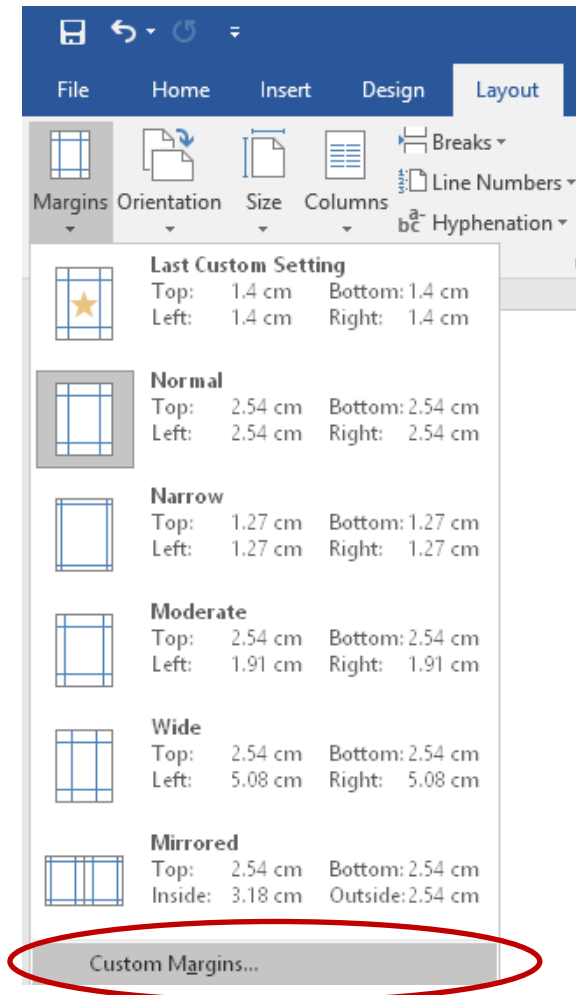 File Home Insert Design Layout
Breaks
Line Numbers
Margins Orientation Size Columns
bc a- Hyphenation
Last Custom Setting
Top: 1.4 cm Bottom: 1.4 cm
Left: 1.4 cm Right: 1.4 cm
Normal
Top: 2.54 cm Bottom: 2.54 cm
Left: 2.54 cm Right: 2.54 cm
Narrow
Top: 1.27 cm Bottom: 1.27 cm
Left: 1.27 cm Right: 1.27 cm
Moderate
Top: 2.54 cm Bottom: 2.54 cm
Left: 1.91 cm Right: 1.91 cm
Wide
Top: 2.54 cm Bottom: 2.54 cm
Left: 5.08 cm Right: 5.08 cm
Mirrored
Top: 2.54 cm Bottom: 2.54 cm
Inside: 3.18 cm Outside: 2.54 cm
Custom Margins...